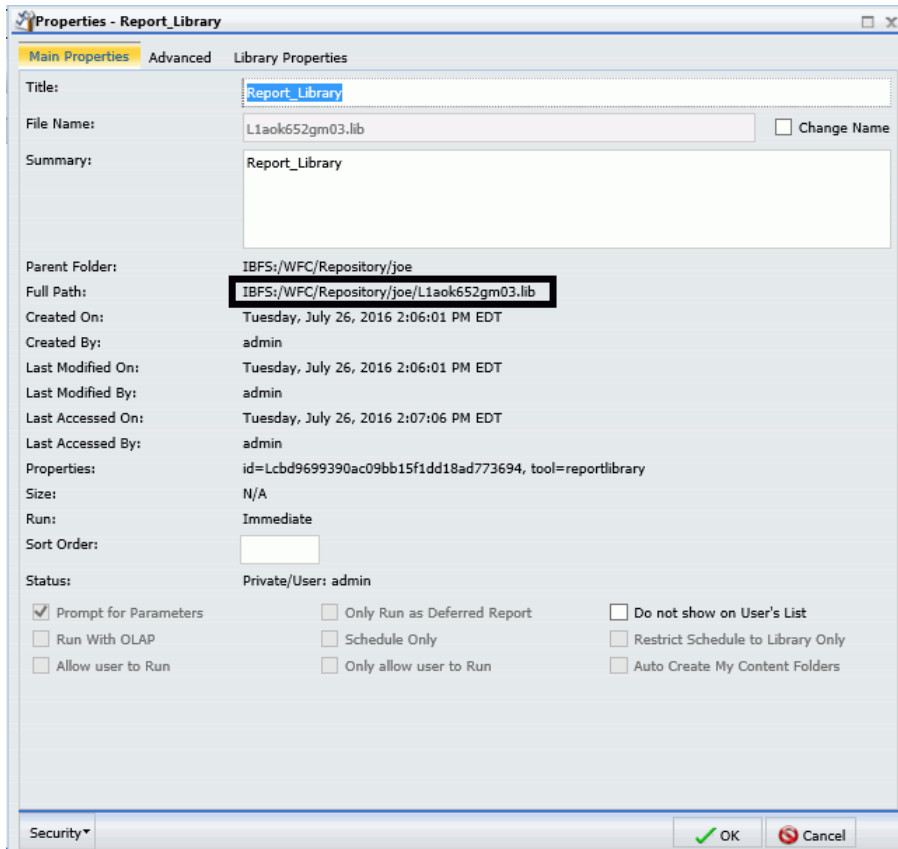 Properties - Report_Library
Main Properties Advanced Library Properties
Title: Report_Library
File Name: L1aok652gm03.lib Change Name
Summary: Report_Library
Parent Folder: IBFS:/WFC/Repository/joe
Full Path: IBFS:/WFC/Repository/joe/L1aok652gm03.lib
Created On: Tuesday, July 26, 2016 2:06:01 PM EDT
Created By: admin
Last Modified On: Tuesday, July 26, 2016 2:06:01 PM EDT
Last Modified By: admin
Last Accessed On: Tuesday, July 26, 2016 2:07:06 PM EDT
Last Accessed By: admin
Properties: id=Lcbd9699390ac09bb15f1dd18ad773694, tool=reportlibrary
Size: N/A
Run: Immediate
Sort Order:
Status: Private/User: admin
Prompt for Parameters Only Run as Deferred Report Do not show on User's List
Run With OLAP Schedule Only Restrict Schedule to Library Only
Allow user to Run Only allow user to Run Auto Create My Content Folders
Security OK Cancel